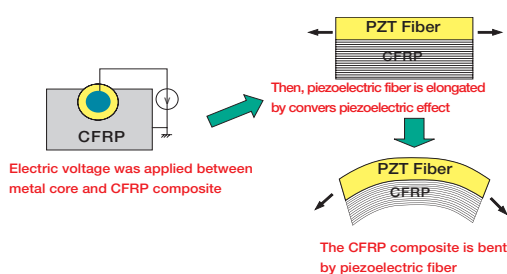 PZT Fiber
CFRP
Then, piezoelectric fiber is elongated
by convers piezoelectric effect
V
CFRP
Electric voltage was applied between
metal core and CFRP composite
PZT Fiber
CFRP
The CFRP composite is bent
by piezoelectric fiber